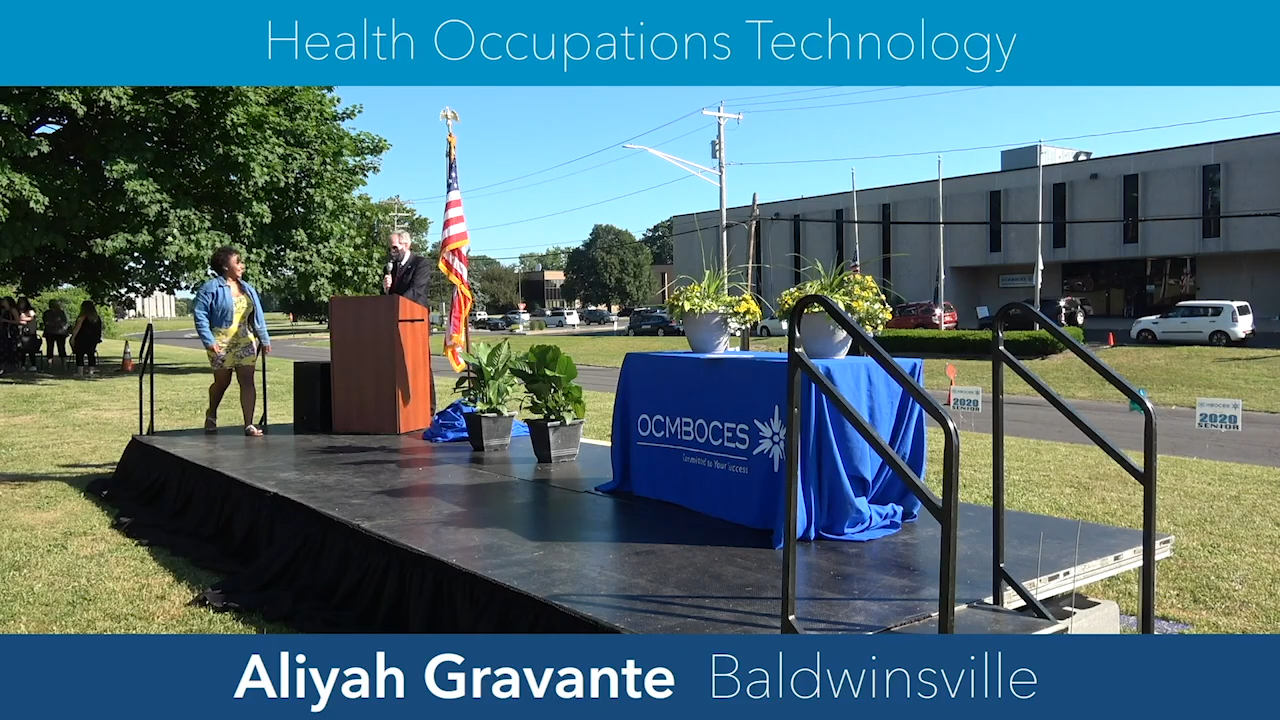 Health Occupations Technology
OCMBOCES
Committed to Your Success
2020
SENIOR
2020
SENIOR
Aliyah Gravante Baldwinsville